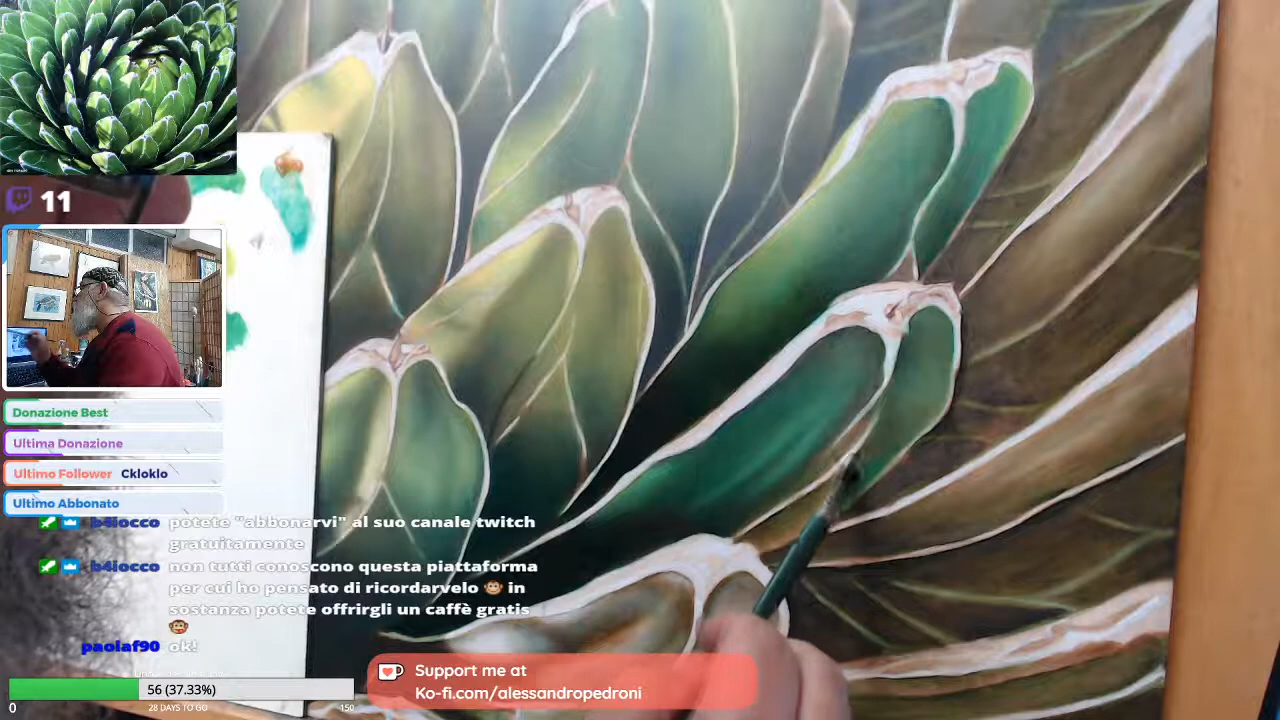 11
Donazione Best
Ultima Donazione
Ultimo Follower Ckloklo
Ultimo Abbonato
b4iocco potete "abbonarvi" al suo canale twitch
gratuitamente
b4iocco non tutti conoscono questa piattaforma
per cui ho pensato di ricordarvelo 🐵 in
sostanza potete offrirgli un caffè gratis
🐵
paolaf90 ok!
56 (37.33%)
0 28 DAYS TO GO 150
Support me at
Ko-fi.com/alessandropedroni